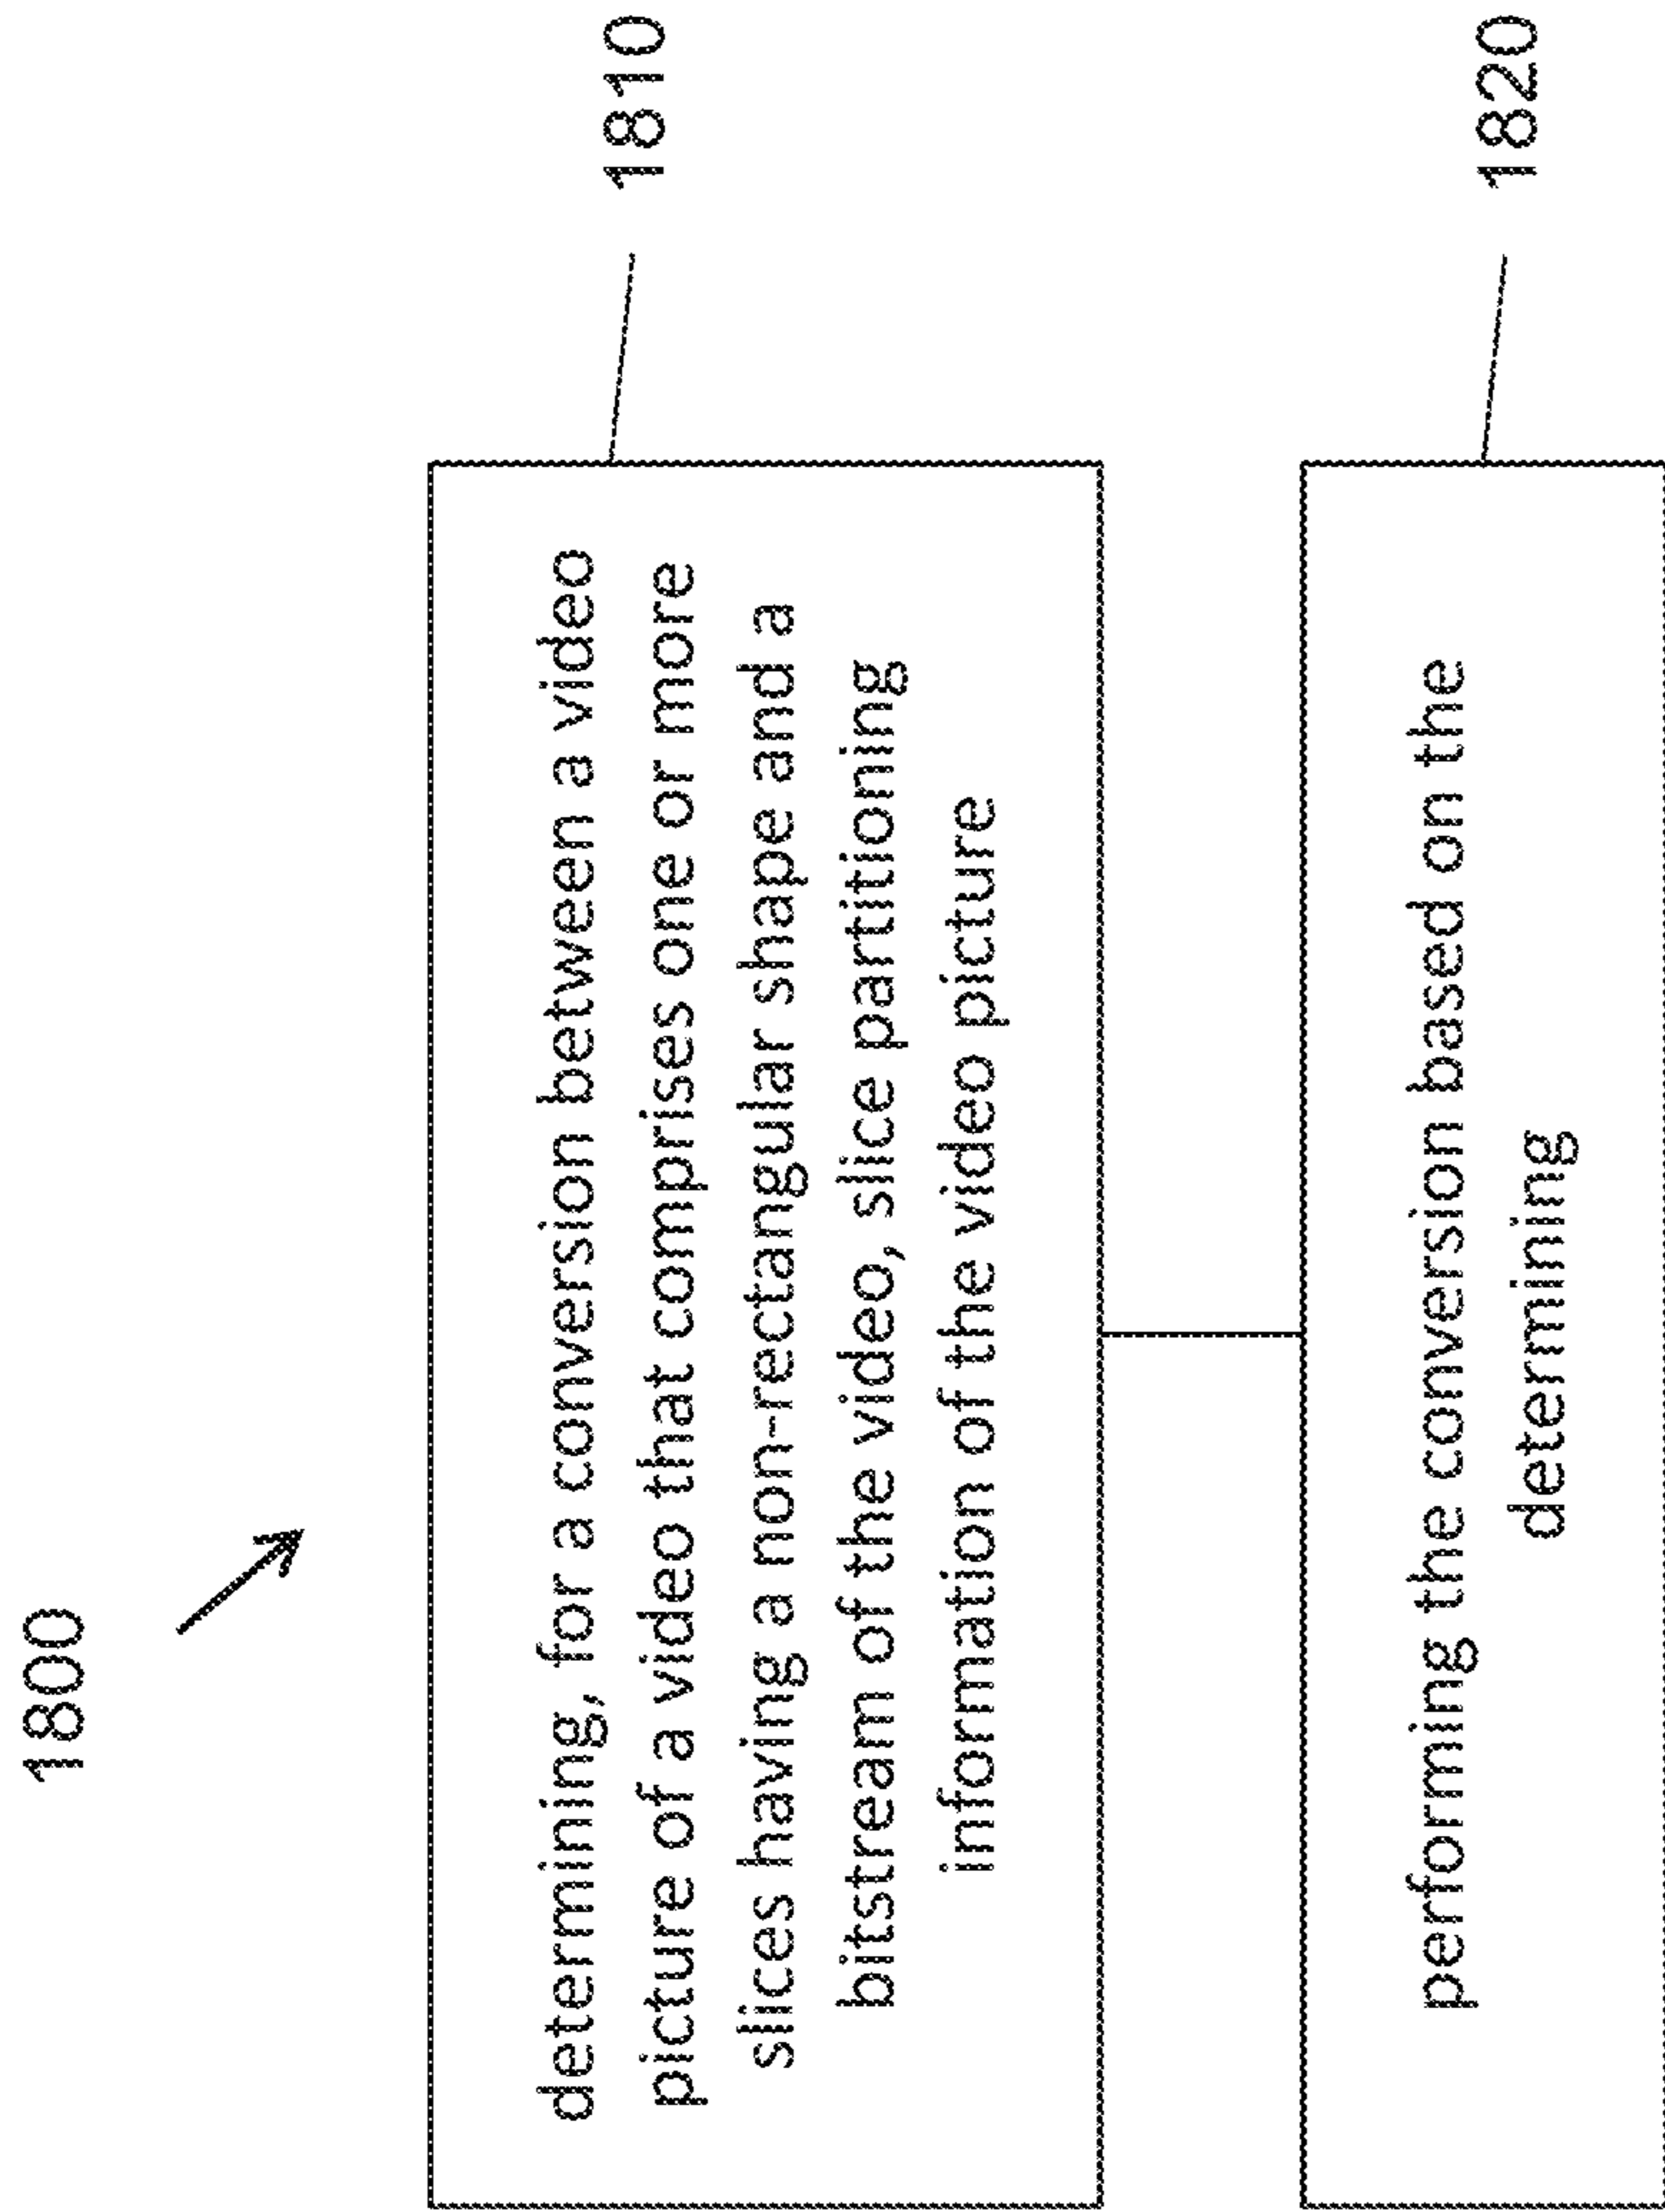 1800
determining, for a conversion between a video
picture of a video that comprises one or more
slices having a non-rectangular shape and a
bitstream of the video, slice partitioning
information of the video picture
1810
performing the conversion based on the
determining
1820